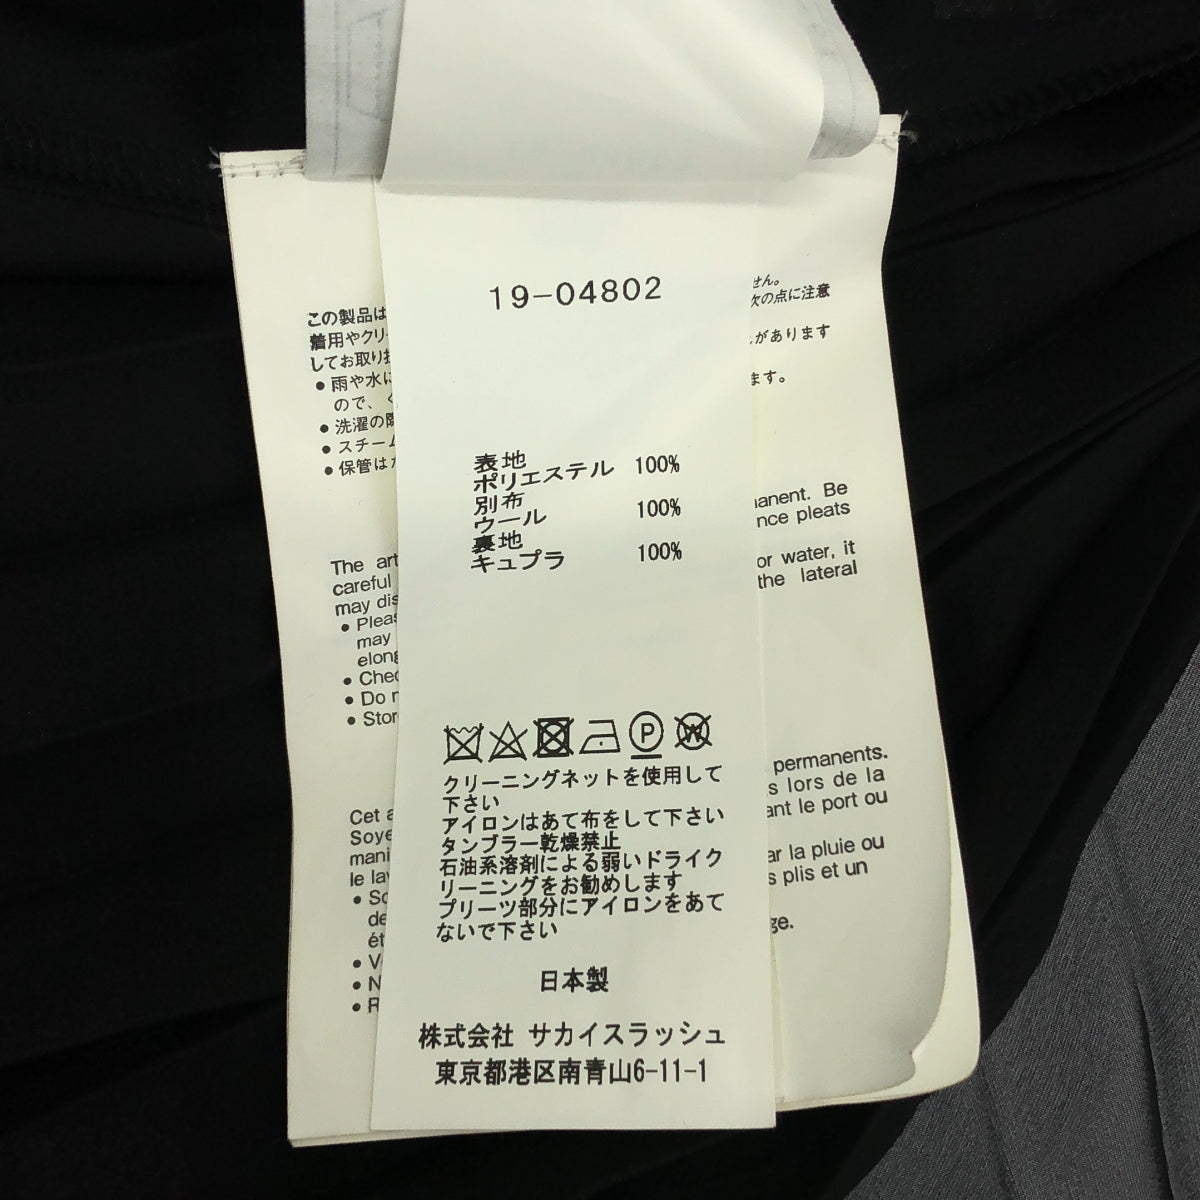 19-04802
表地
ポリエステル 100%
別布
ウール 100%
裏地
キュプラ 100%
P
W
クリーニングネットを使用して
下さい
アイロンはあて布をして下さい
タンブラー乾燥禁止
石油系溶剤による弱いドライク
リーニングをお勧めします
プリーツ部分にアイロンをあて
ないで下さい
日本製
株式会社 サカイスラッシュ
東京都港区南青山6-11-1
この製品は
着用やクリ
してお取り
● 雨や水に
ので、
● 洗濯の
● スチーム
● 保管は
せん。
次の点に注意
があります
ます。
The art
careful
may dis
● Pleas
may
elong
● Chec
● Do n
● Stor
anent. Be
nce pleats
or water, it
the lateral
Cet a
Soye
mani
le la
● So
de
ét
● V
● N
● R
permanents.
s lors de la
ant le port ou
ar la pluie ou
s plis et un
ge.